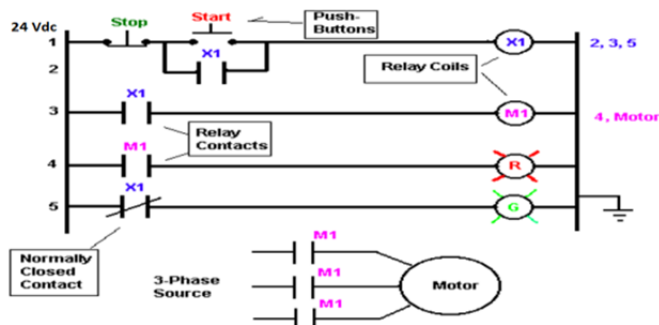 24 Vdc
Stop
Start
Push-
Buttons
1
X1
X1
2, 3, 5
2
Relay Coils
X1
3
M1
4, Motor
Relay
Contacts
M1
4
R
X1
5
G
Normally
Closed
Contact
M1
3-Phase
Source
M1
Motor
M1